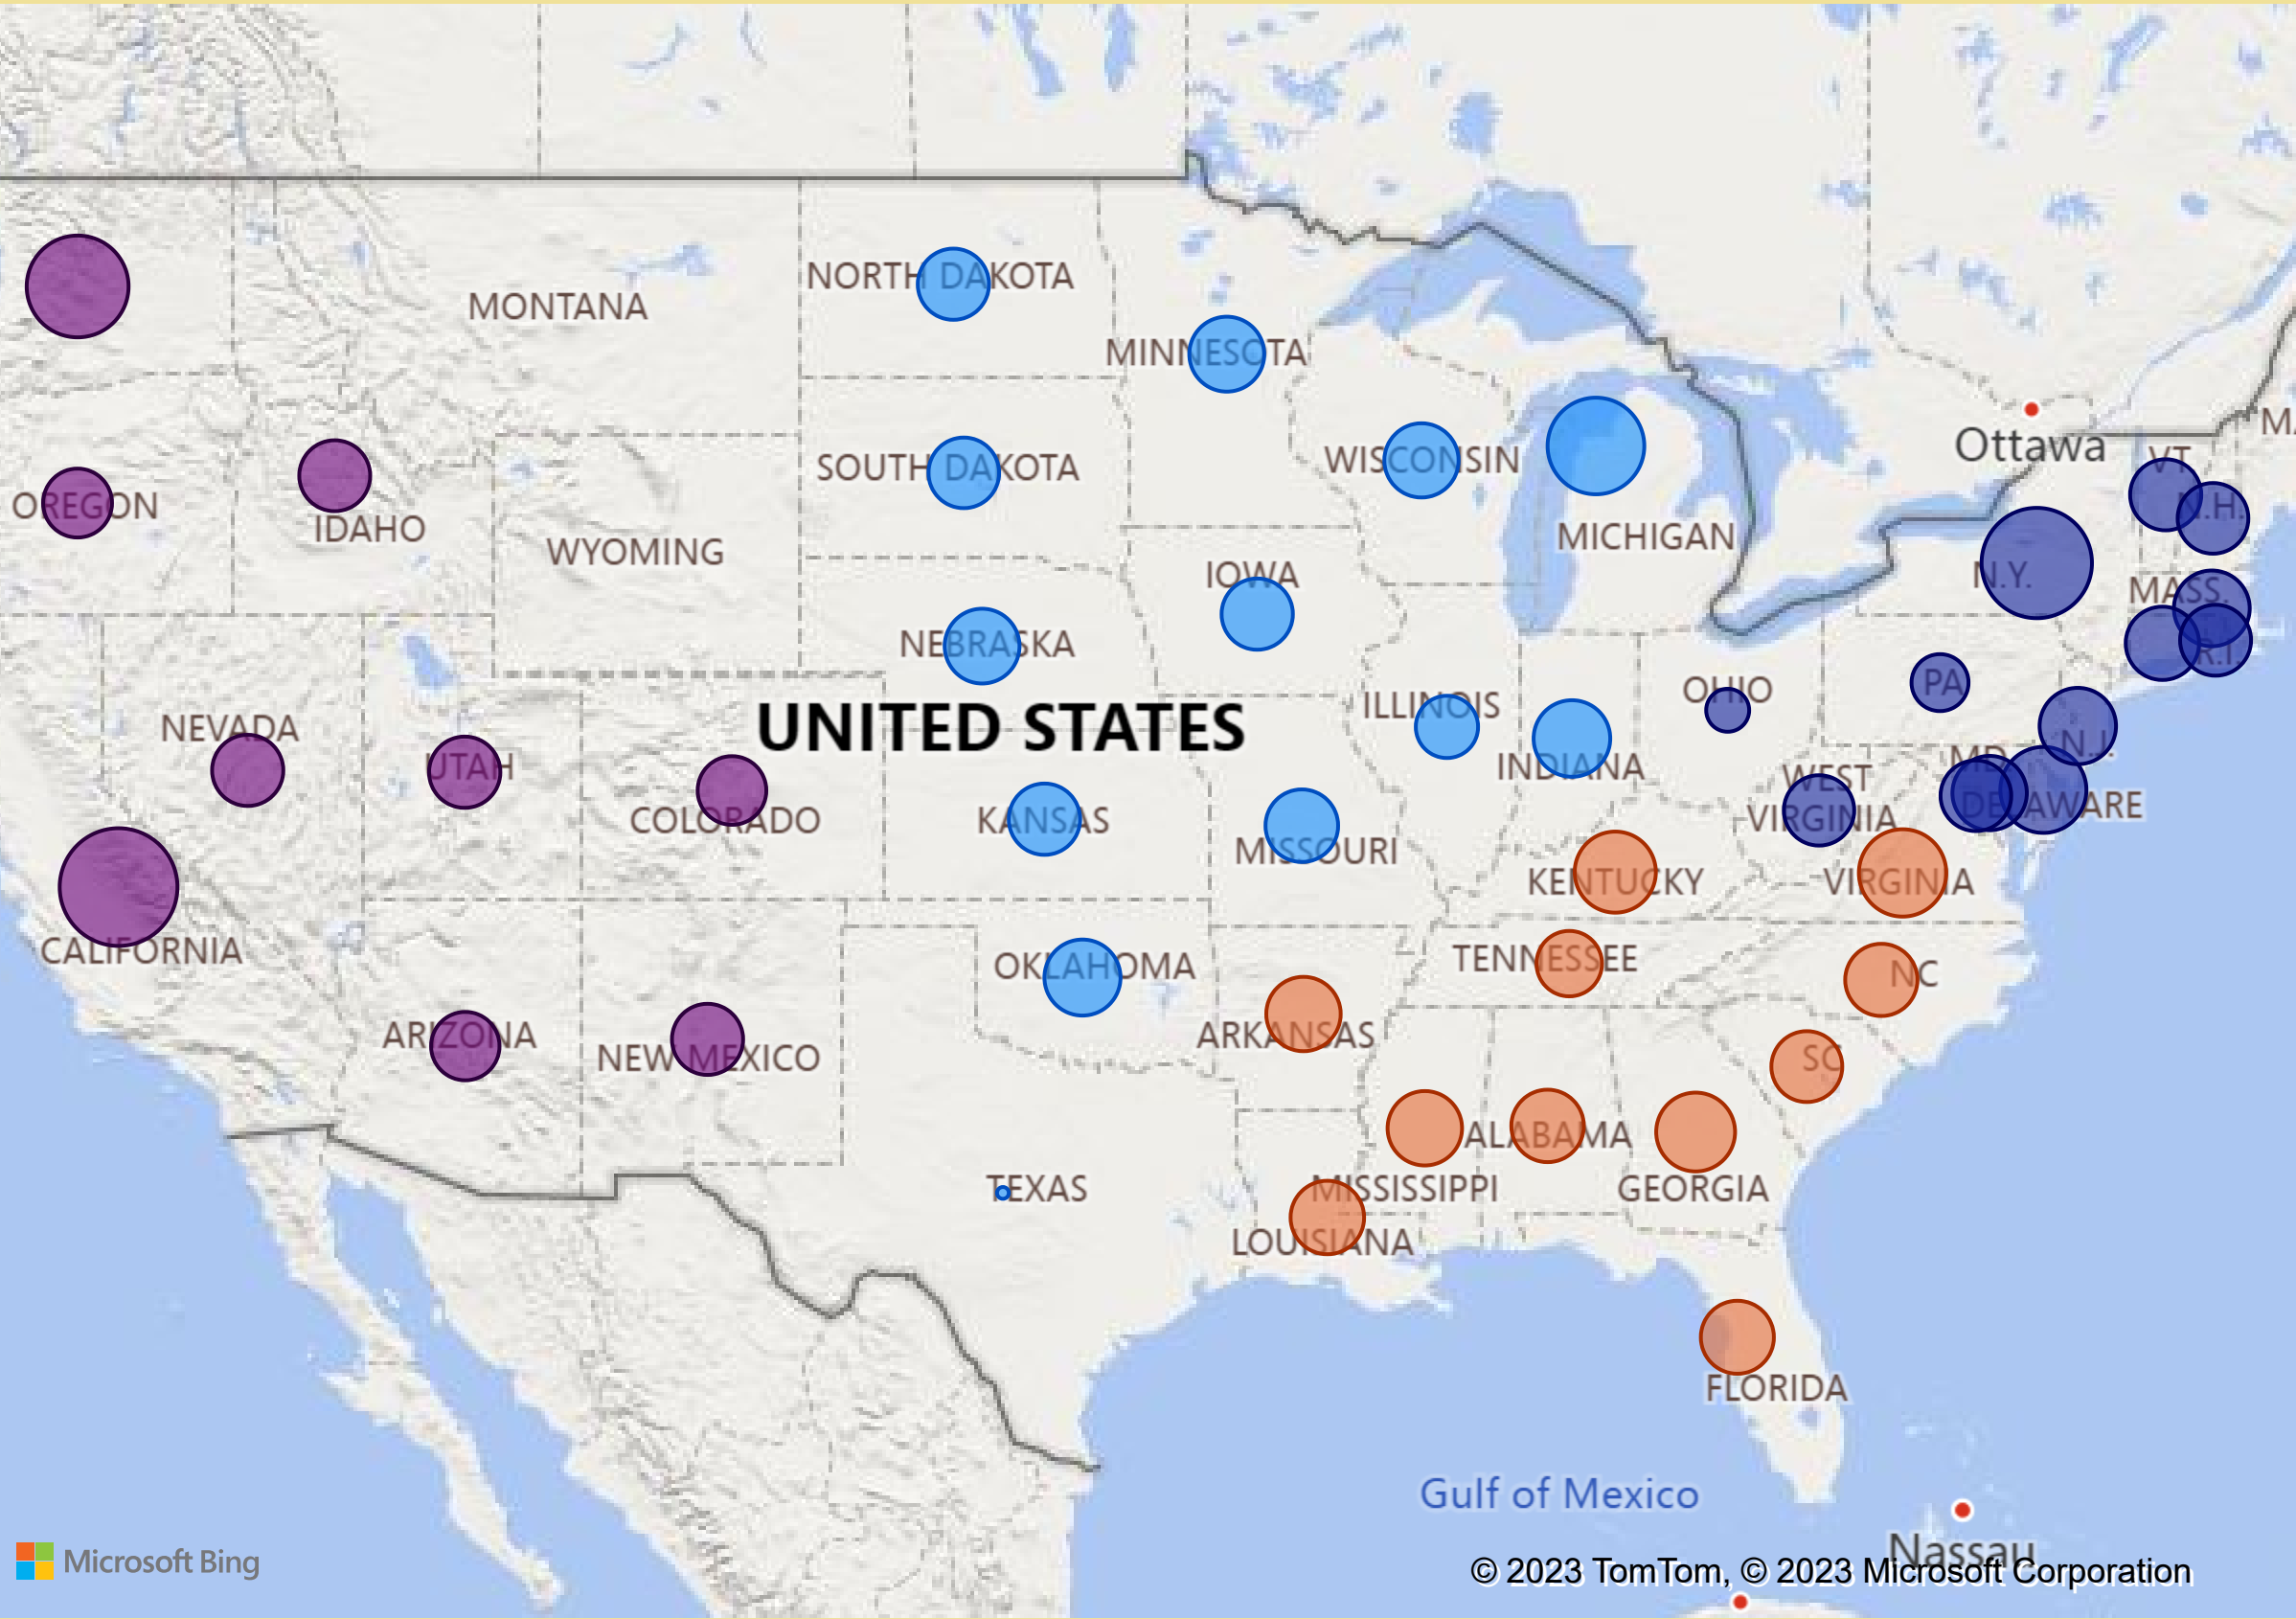 NORTH DAKOTA
MONTANA
MINNESOTA
M
Ottawa
VT.
WISCONSIN
SOUTH DAKOTA
OREGON
IDAHO
N.H.
MICHIGAN
WYOMING
IOWA
N.Y.
MASS.
NEBRASKA
R.I.
PA
OHIO
ILLINOIS
NEVADA
UNITED STATES
N.J.
UTAH
INDIANA
MD
WEST
VIRGINIA
DELAWARE
COLORADO
KANSAS
MISSOURI
KENTUCKY
VIRGINIA
CALIFORNIA
OKLAHOMA
TENNESSEE
NC
ARIZONA
NEW MEXICO
ARKANSAS
SC
ALABAMA
TEXAS
MISSISSIPPI
GEORGIA
LOUISIANA
FLORIDA
Gulf of Mexico
Nassau
Microsoft Bing
© 2023 TomTom, © 2023 Microsoft Corporation